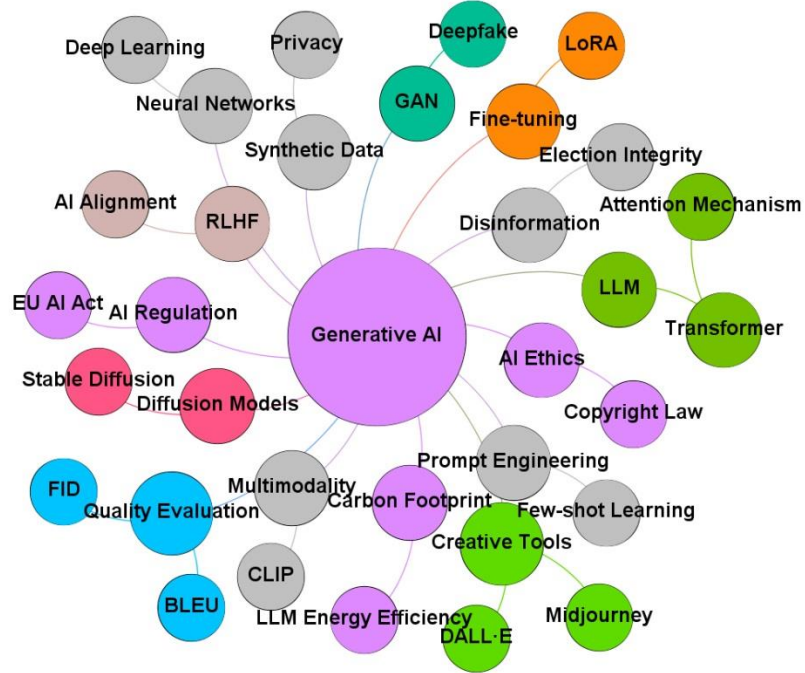 Deepfake
Privacy
LoRA
Deep Learning
Neural Networks
GAN
Fine-tuning
Synthetic Data
Election Integrity
AI Alignment
RLHF
Disinformation
Attention Mechanism
EU AI Act
AI Regulation
Generative AI
LLM
Transformer
Stable Diffusion
Diffusion Models
AI Ethics
Copyright Law
FID
Quality Evaluation
Multimodality
Prompt Engineering
Carbon Footprint
Few-shot Learning
Creative Tools
CLIP
BLEU
LLM Energy Efficiency
DALL·E
Midjourney